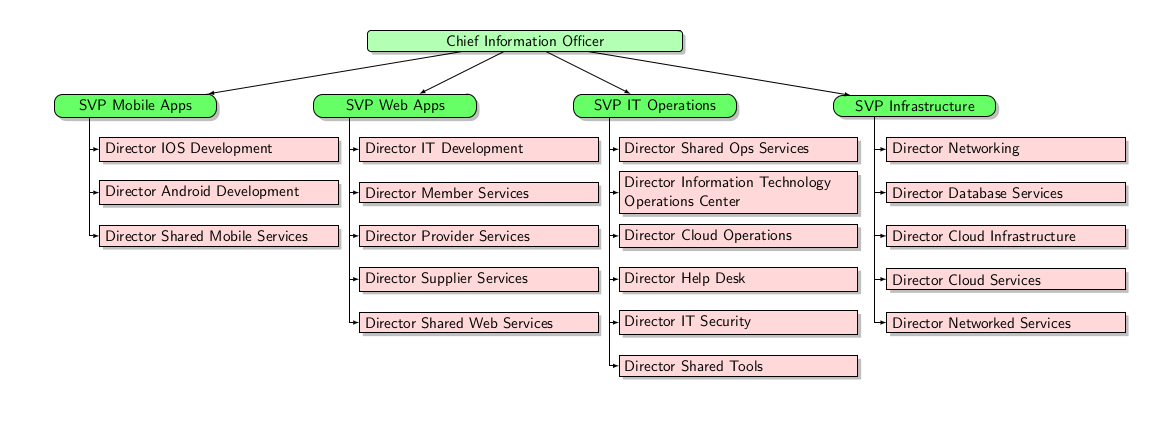 Chief Information Officer
SVP Mobile Apps
Director IOS Development
Director Android Development
Director Shared Mobile Services
SVP Web Apps
Director IT Development
Director Member Services
Director Provider Services
Director Supplier Services
Director Shared Web Services
SVP IT Operations
Director Shared Ops Services
Director Information Technology
Operations Center
Director Cloud Operations
Director Help Desk
Director IT Security
Director Shared Tools
SVP Infrastructure
Director Networking
Director Database Services
Director Cloud Infrastructure
Director Cloud Services
Director Networked Services